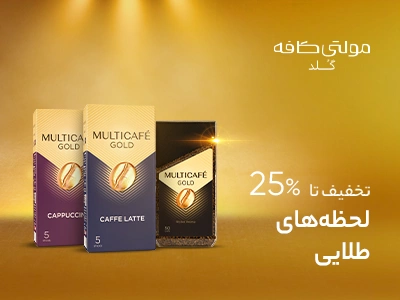 مولتی کافه
گلد
تخفیف تا 25%
لحظه‌های
طلایی
MULTICAFÉ
GOLD
CAPPUCCIN
5
MULTICAFÉ
GOLD
CAFFE LATTE
5
MULTICAFÉ
GOLD